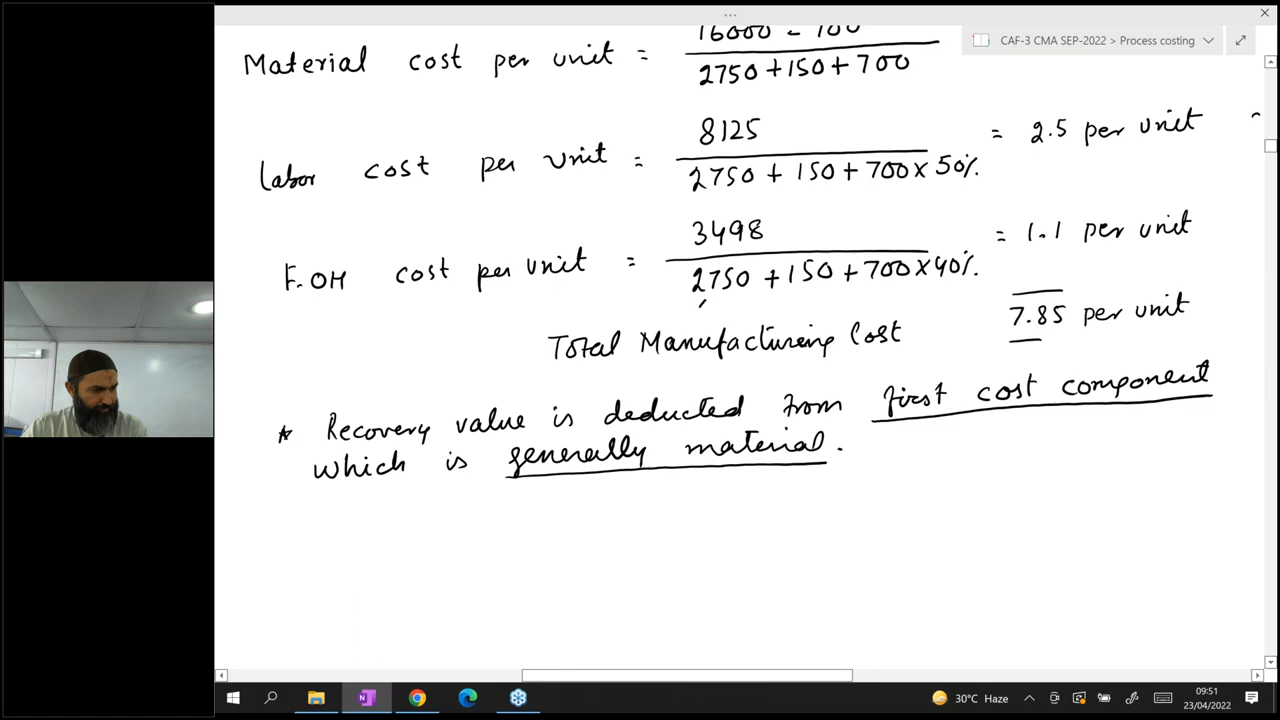 CAF-3 CMA SEP-2022 > Process costing
Material cost per unit = 16000 - 700
2750 + 150 + 700
Labor cost per unit = 8125 = 2.5 per unit
2750 + 150 + 700 x 50%
F.OH cost per unit = 3498 = 1.1 per unit
2750 + 150 + 700 x 40%
Total Manufacturing Cost 7.85 per unit
* Recovery value is deducted from first cost component
which is generally material.
30°C Haze
09:51
23/04/2022